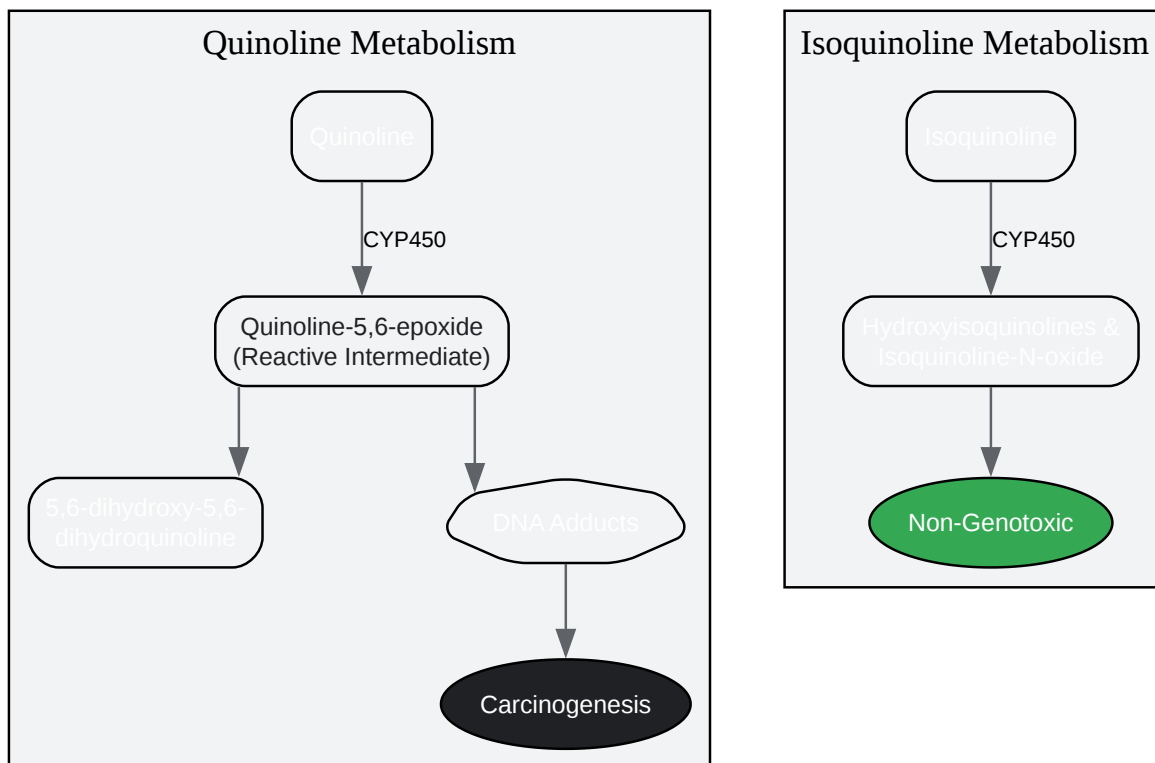 Quinoline Metabolism
Quinoline
CYP450
Quinoline-5,6-epoxide
(Reactive Intermediate)
5,6-dihydroxy-5,6-
dihydroquinoline
DNA Adducts
Carcinogenesis
Isoquinoline Metabolism
Isoquinoline
CYP450
Hydroxyisoquinolines &
Isoquinoline-N-oxide
Non-Genotoxic